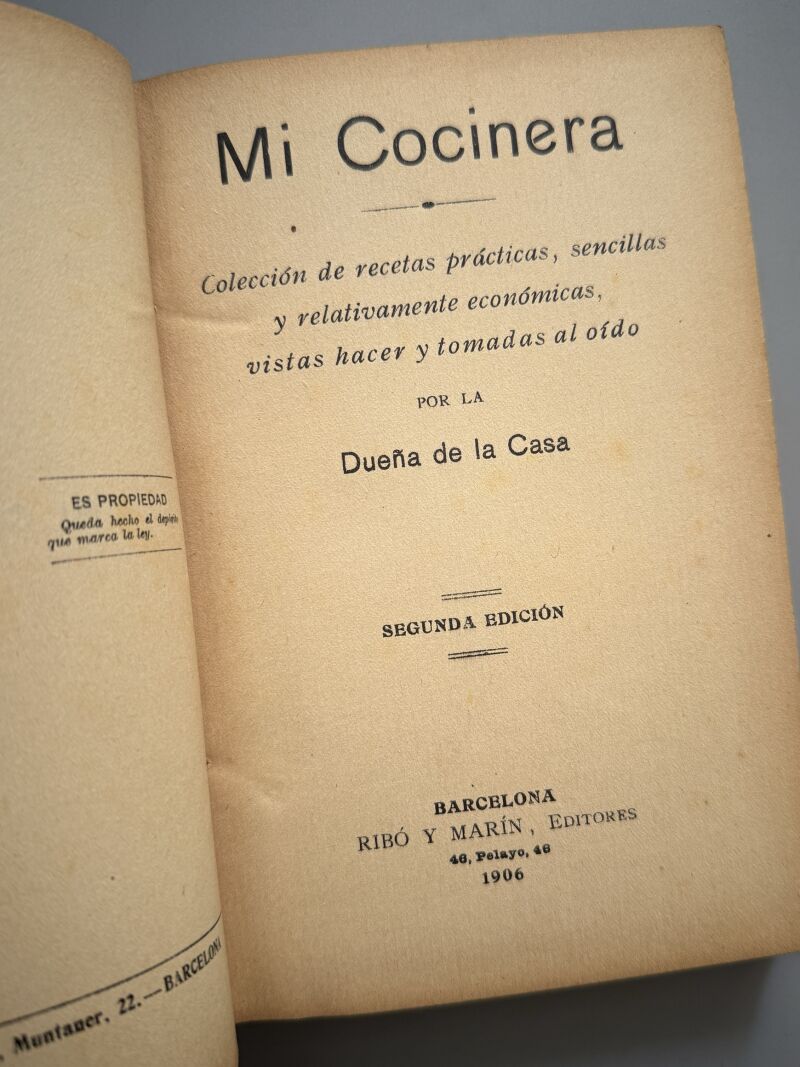 ES PROPIEDAD
Queda hecho el depósito
que marca la ley.
Muntaner, 22.—BARCELONA
Mi Cocinera
Colección de recetas prácticas, sencillas
y relativamente económicas,
vistas hacer y tomadas al oído
POR LA
Dueña de la Casa
SEGUNDA EDICIÓN
BARCELONA
RIBÓ Y MARÍN, EDITORES
46, Pelayo, 46
1906